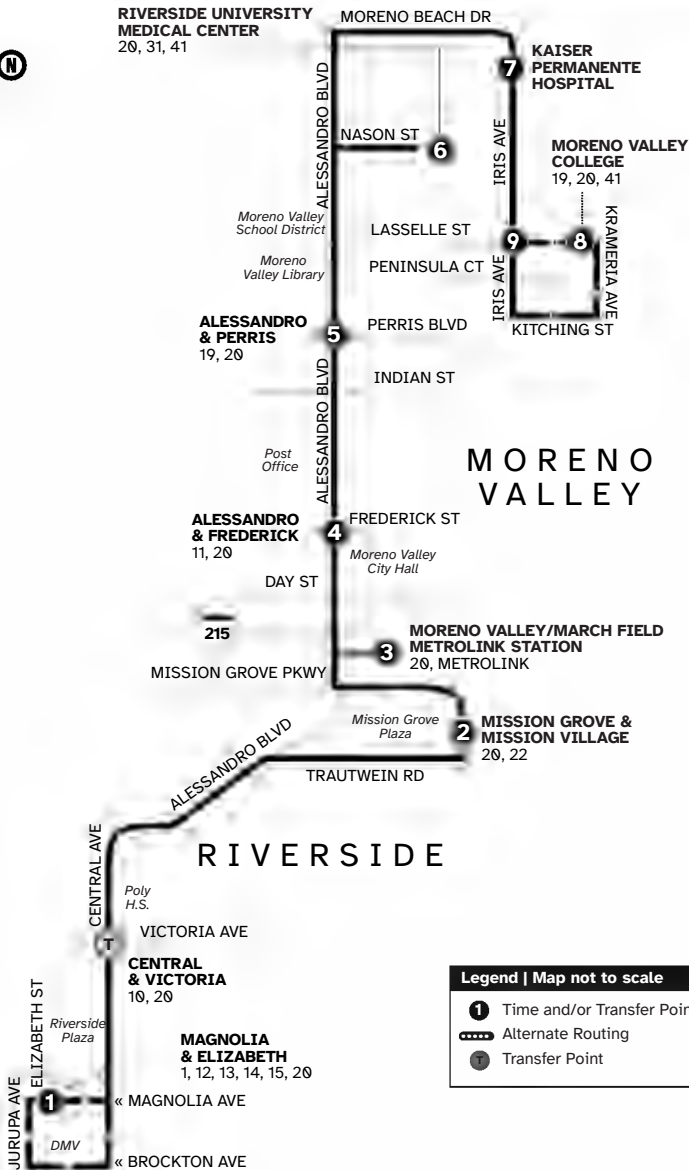 RIVERSIDE UNIVERSITY
MEDICAL CENTER
20, 31, 41
MORENO BEACH DR
N
7
KAISER
PERMANENTE
HOSPITAL
ALESSANDRO BLVD
NASON ST
6
IRIS AVE
MORENO VALLEY
COLLEGE
19, 20, 41
Moreno Valley
School District
LASSELLE ST
9
8
KRAMERIA AVE
Moreno
Valley Library
PENINSULA CT
IRIS AVE
KITCHING ST
ALESSANDRO
& PERRIS
19, 20
5
PERRIS BLVD
INDIAN ST
ALESSANDRO BLVD
Post
Office
MORENO
VALLEY
ALESSANDRO
& FREDERICK
11, 20
4
FREDERICK ST
Moreno Valley
City Hall
DAY ST
215
3
MORENO VALLEY/MARCH FIELD
METROLINK STATION
20, METROLINK
MISSION GROVE PKWY
Mission Grove
Plaza
2
MISSION GROVE &
MISSION VILLAGE
20, 22
ALESSANDRO BLVD
TRAUTWEIN RD
RIVERSIDE
CENTRAL AVE
Poly
H.S.
T
VICTORIA AVE
CENTRAL
& VICTORIA
10, 20
ELIZABETH ST
Riverside
Plaza
MAGNOLIA
& ELIZABETH
1, 12, 13, 14, 15, 20
JURUPA AVE
1
« MAGNOLIA AVE
DMV
« BROCKTON AVE
Legend | Map not to scale
1 Time and/or Transfer Poin
Alternate Routing
T Transfer Point